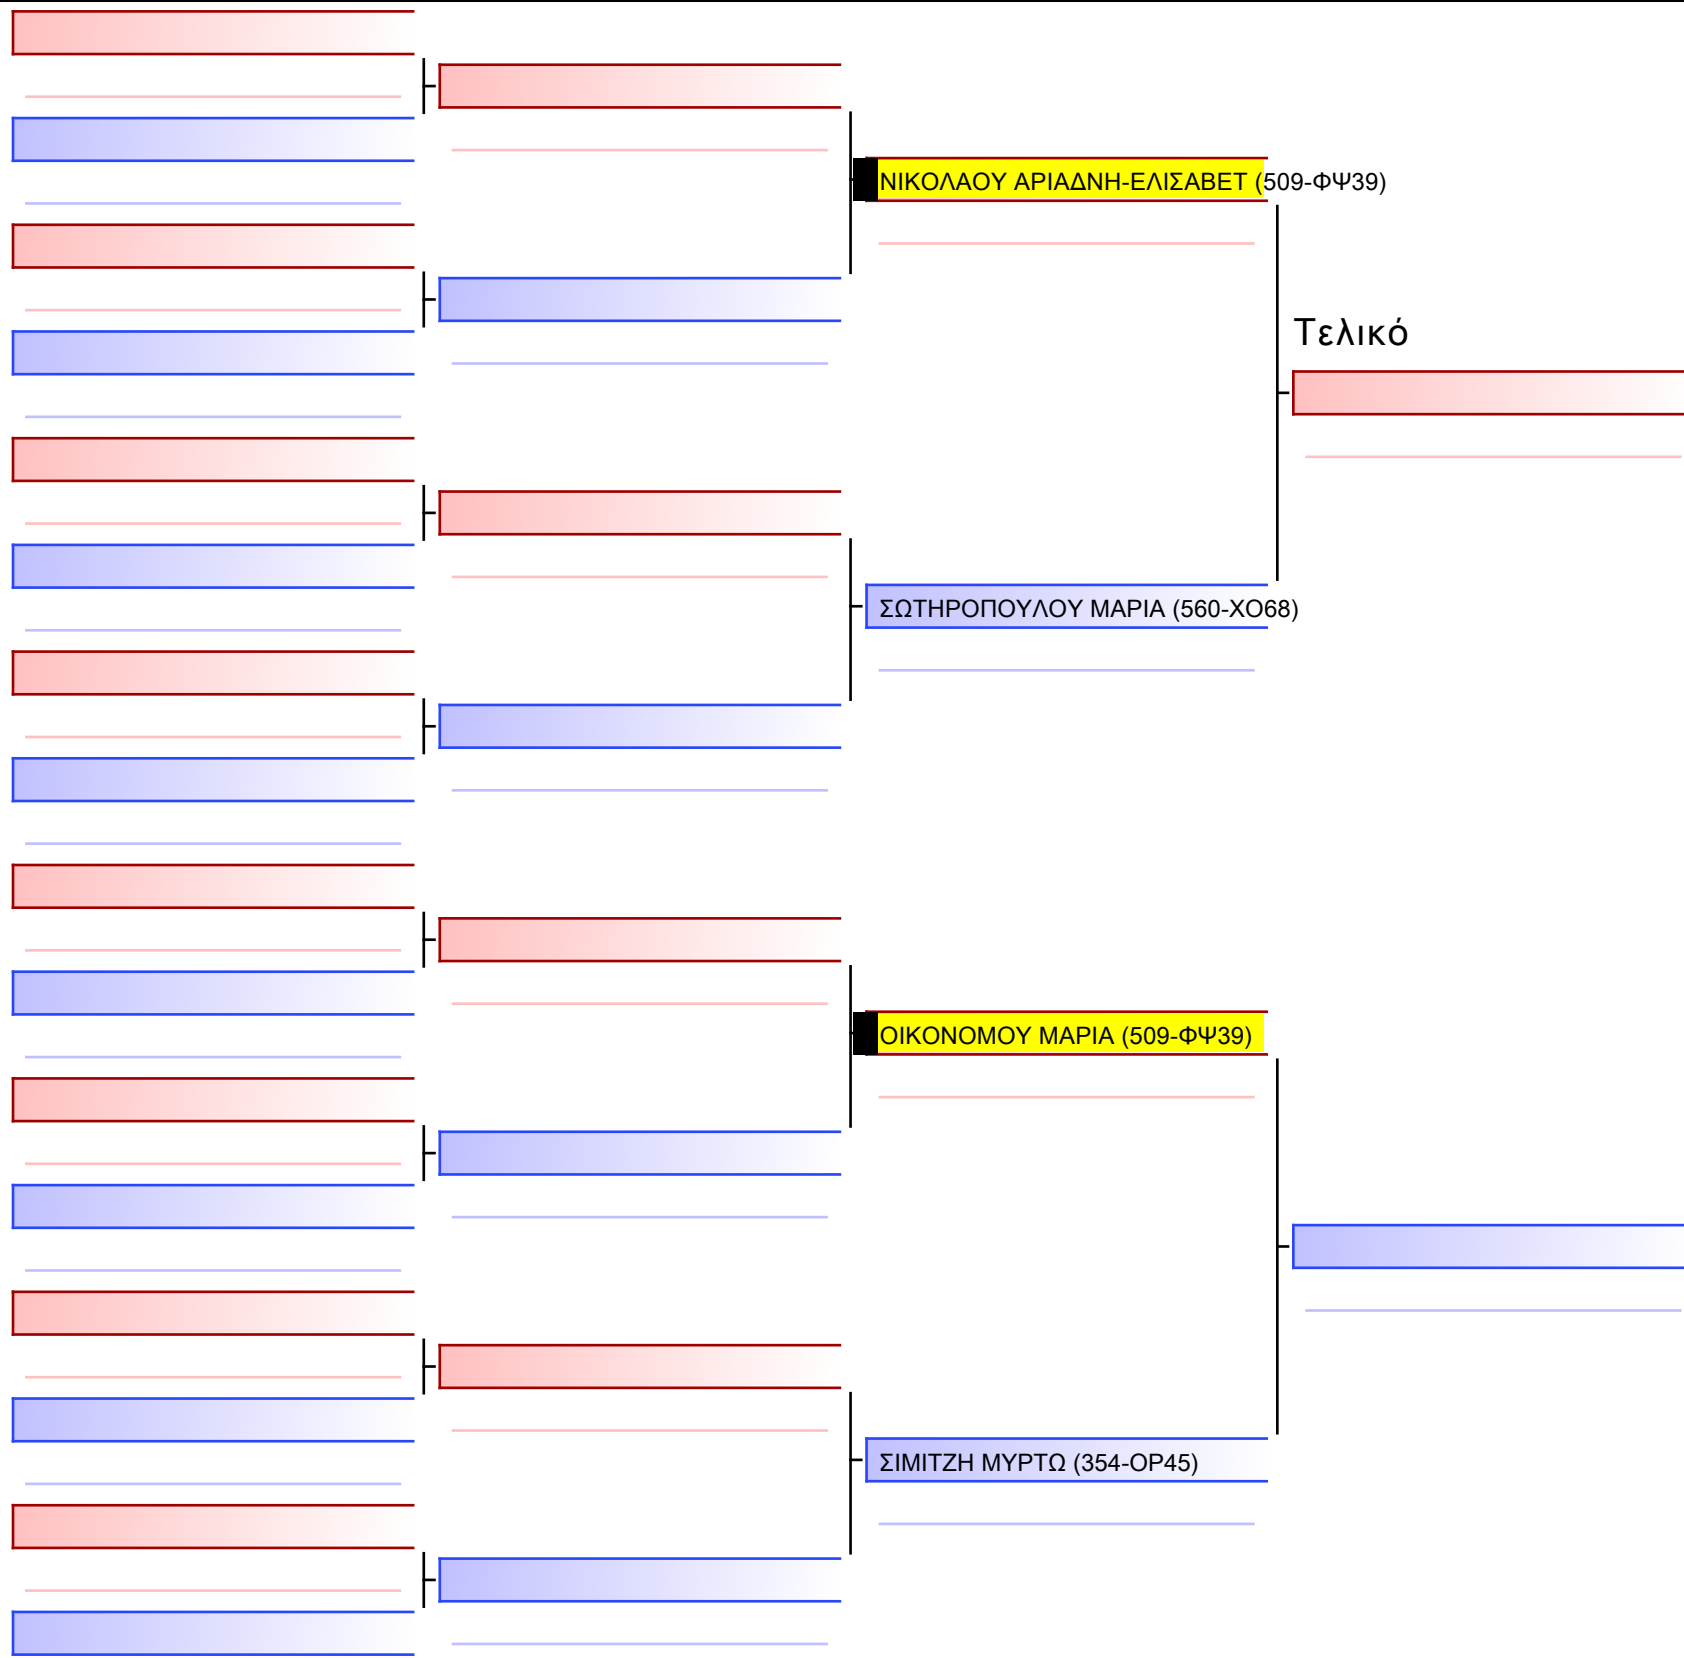 ΝΙΚΟΛΑΟΥ ΑΡΙΑΔΝΗ-ΕΛΙΣΑΒΕΤ (509-ΦΨ39)
Τελικό
ΣΩΤΗΡΟΠΟΥΛΟΥ ΜΑΡΙΑ (560-ΧΟ68)
ΟΙΚΟΝΟΜΟΥ ΜΑΡΙΑ (509-ΦΨ39)
ΣΙΜΙΤΖΗ ΜΥΡΤΩ (354-ΟΡ45)